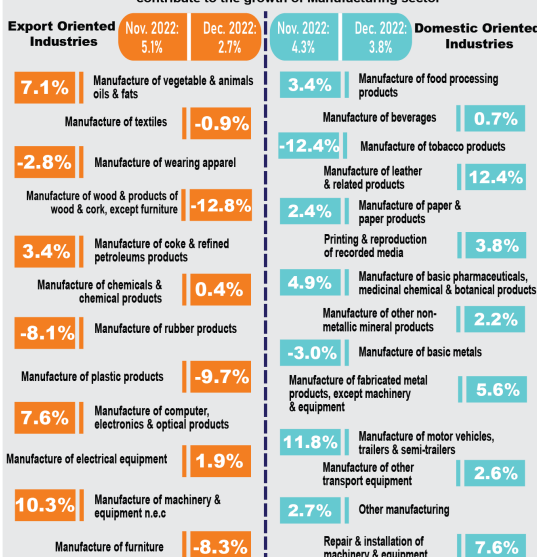 contribute to the growth of Manufacturing sector
Export Oriented
Industries
Nov. 2022:
5.1%
Dec. 2022:
2.7%
7.1%
Manufacture of vegetable & animals
oils & fats
Manufacture of textiles
-0.9%
-2.8%
Manufacture of wearing apparel
Manufacture of wood & products of
wood & cork, except furniture
-12.8%
3.4%
Manufacture of coke & refined
petroleums products
Manufacture of chemicals &
chemical products
0.4%
-8.1%
Manufacture of rubber products
Manufacture of plastic products
-9.7%
7.6%
Manufacture of computer,
electronics & optical products
Manufacture of electrical equipment
1.9%
10.3%
Manufacture of machinery &
equipment n.e.c
Manufacture of furniture
-8.3%
Nov. 2022:
4.3%
Dec. 2022:
3.8%
Domestic Oriented
Industries
3.4%
Manufacture of food processing
products
Manufacture of beverages
0.7%
-12.4%
Manufacture of tobacco products
Manufacture of leather
& related products
12.4%
2.4%
Manufacture of paper &
paper products
Printing & reproduction
of recorded media
3.8%
4.9%
Manufacture of basic pharmaceuticals,
medicinal chemical & botanical products
Manufacture of other non-
metallic mineral products
2.2%
-3.0%
Manufacture of basic metals
Manufacture of fabricated metal
products, except machinery
& equipment
5.6%
11.8%
Manufacture of motor vehicles,
trailers & semi-trailers
Manufacture of other
transport equipment
2.6%
2.7%
Other manufacturing
Repair & installation of
machinery & equipment
7.6%